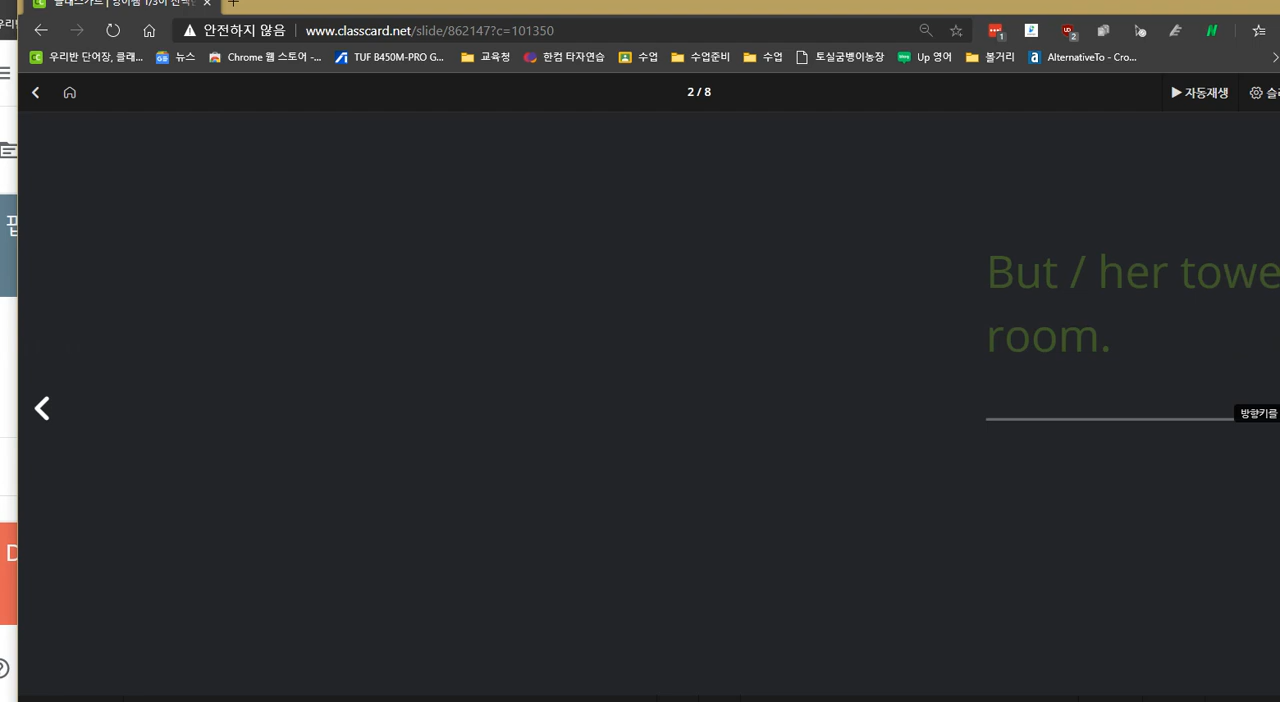 안전하지 않음 www.classcard.net/slide/862147?c=101350
우리반 단어장, 클래... 뉴스 Chrome 웹 스토어 -... TUF B450M-PRO G... 교육청 한컴 타자연습 수업 수업준비 수업 토실굼벵이농장 Up 영어 볼거리 AlternativeTo - Cro...
2 / 8 자동재생
But / her
room.
방향키를